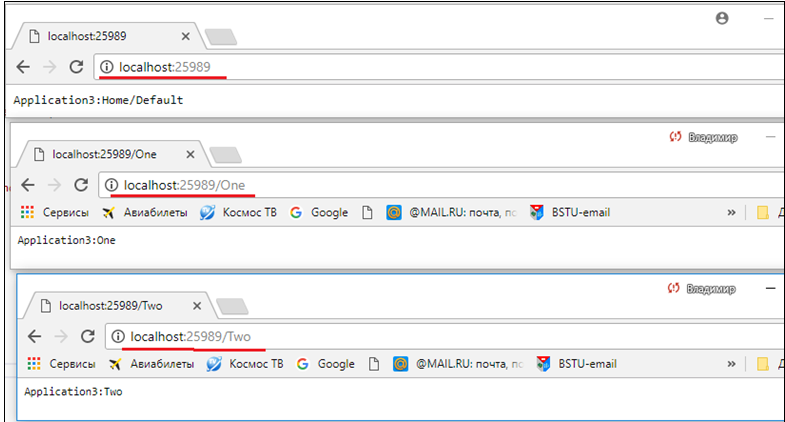 localhost:25989
localhost:25989
Application3:Home/Default
Владимир
localhost:25989/One
localhost:25989/One
Сервисы Авиабилеты Космос ТВ Google @MAIL.RU: почта, по BSTU-email »
Application3:One
Владимир
localhost:25989/Two
localhost:25989/Two
Сервисы Авиабилеты Космос ТВ Google @MAIL.RU: почта, по BSTU-email »
Application3:Two